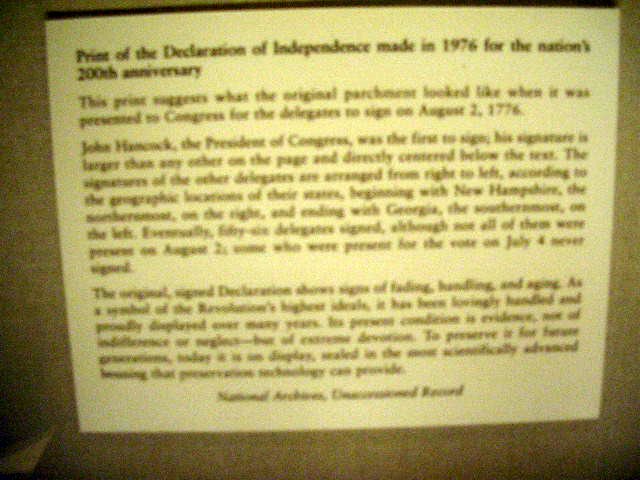 Print of the Declaration of Independence made in 1976 for the nation's
200th anniversary
This print suggests what the original parchment looked like when it was
presented to Congress for the delegates to sign on August 2, 1776.
John Hancock, the President of Congress, was the first to sign; his signature is
larger than any other on the page and directly centered below the text. The
signatures of the other delegates are arranged from right to left, according to
the geographic locations of their states, beginning with New Hampshire, the
northernmost, on the right, and ending with Georgia, the southernmost, on
the left. Eventually, fifty-six delegates signed, although not all of them were
present on August 2; some who were present for the vote on July 4 never
signed.
The original, signed Declaration shows signs of fading, handling, and aging. As
a symbol of the Revolution's highest ideals, it has been lovingly handled and
proudly displayed over many years. Its present condition is evidence, not of
indifference or neglect—but of extreme devotion. To preserve it for future
generations, today it is on display, sealed in the most scientifically advanced
housing that preservation technology can provide.
National Archives, Unaccessioned Record